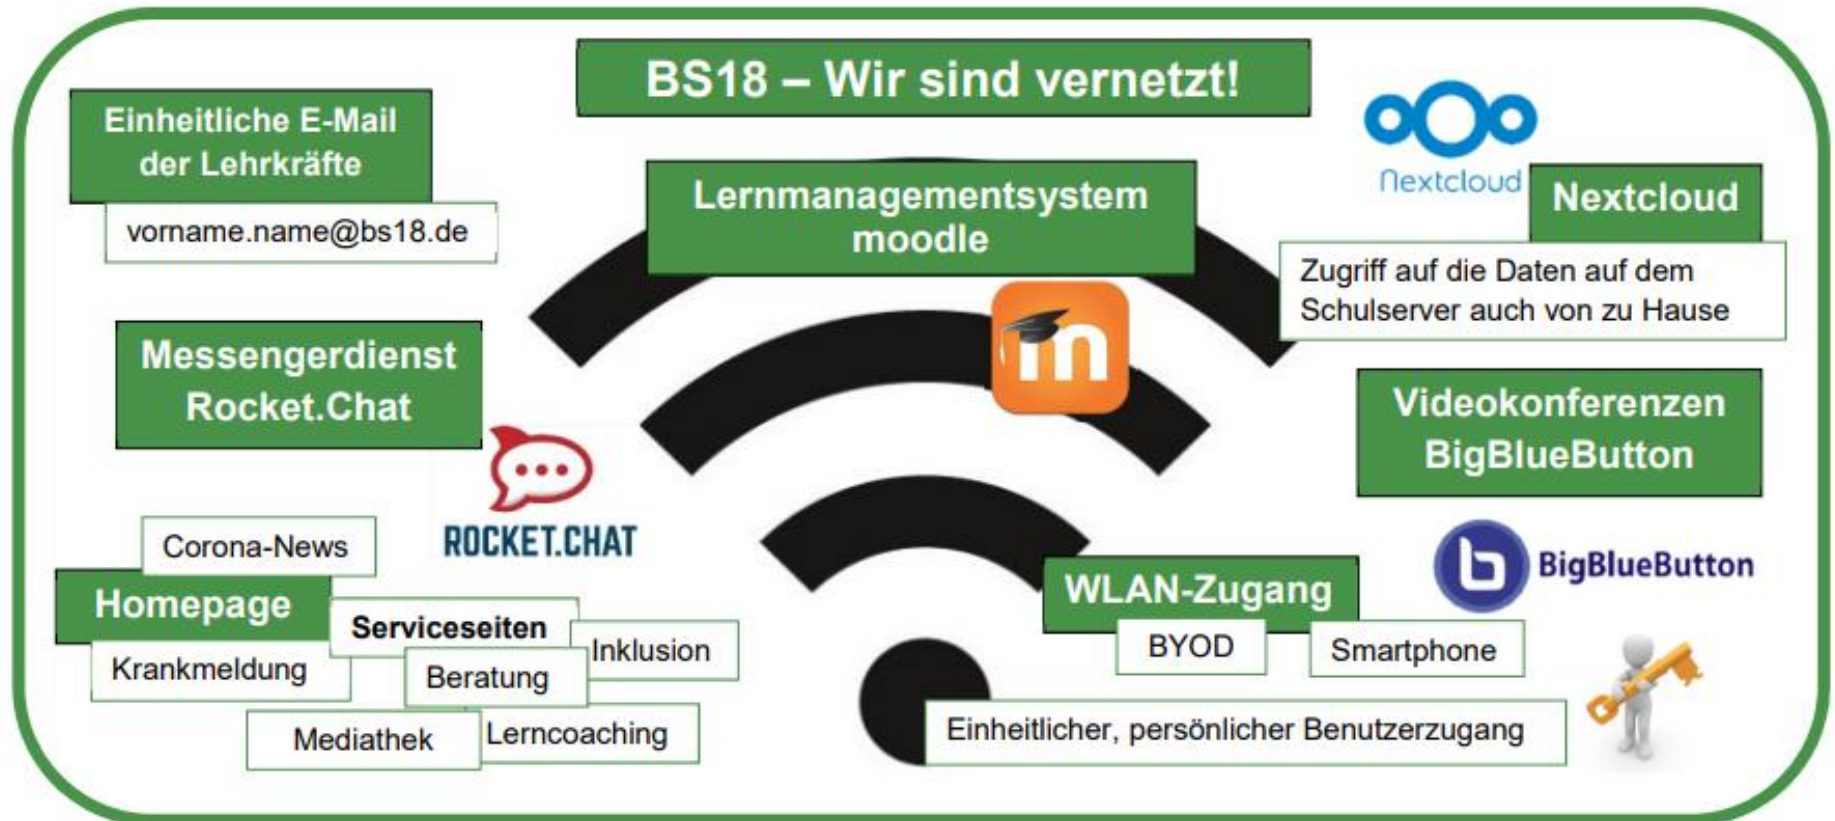 BS18 – Wir sind vernetzt!
Einheitliche E-Mail
der Lehrkräfte
vorname.name@bs18.de
Lernmanagementsystem
moodle
m
Nextcloud
Nextcloud
Zugriff auf die Daten auf dem
Schulserver auch von zu Hause
Messengerdienst
Rocket.Chat
ROCKET.CHAT
Videokonferenzen
BigBlueButton
b
BigBlueButton
Corona-News
Homepage
Serviceseiten
Krankmeldung
Beratung
Inklusion
Mediathek
Lerncoaching
WLAN-Zugang
BYOD
Smartphone
Einheitlicher, persönlicher Benutzerzugang